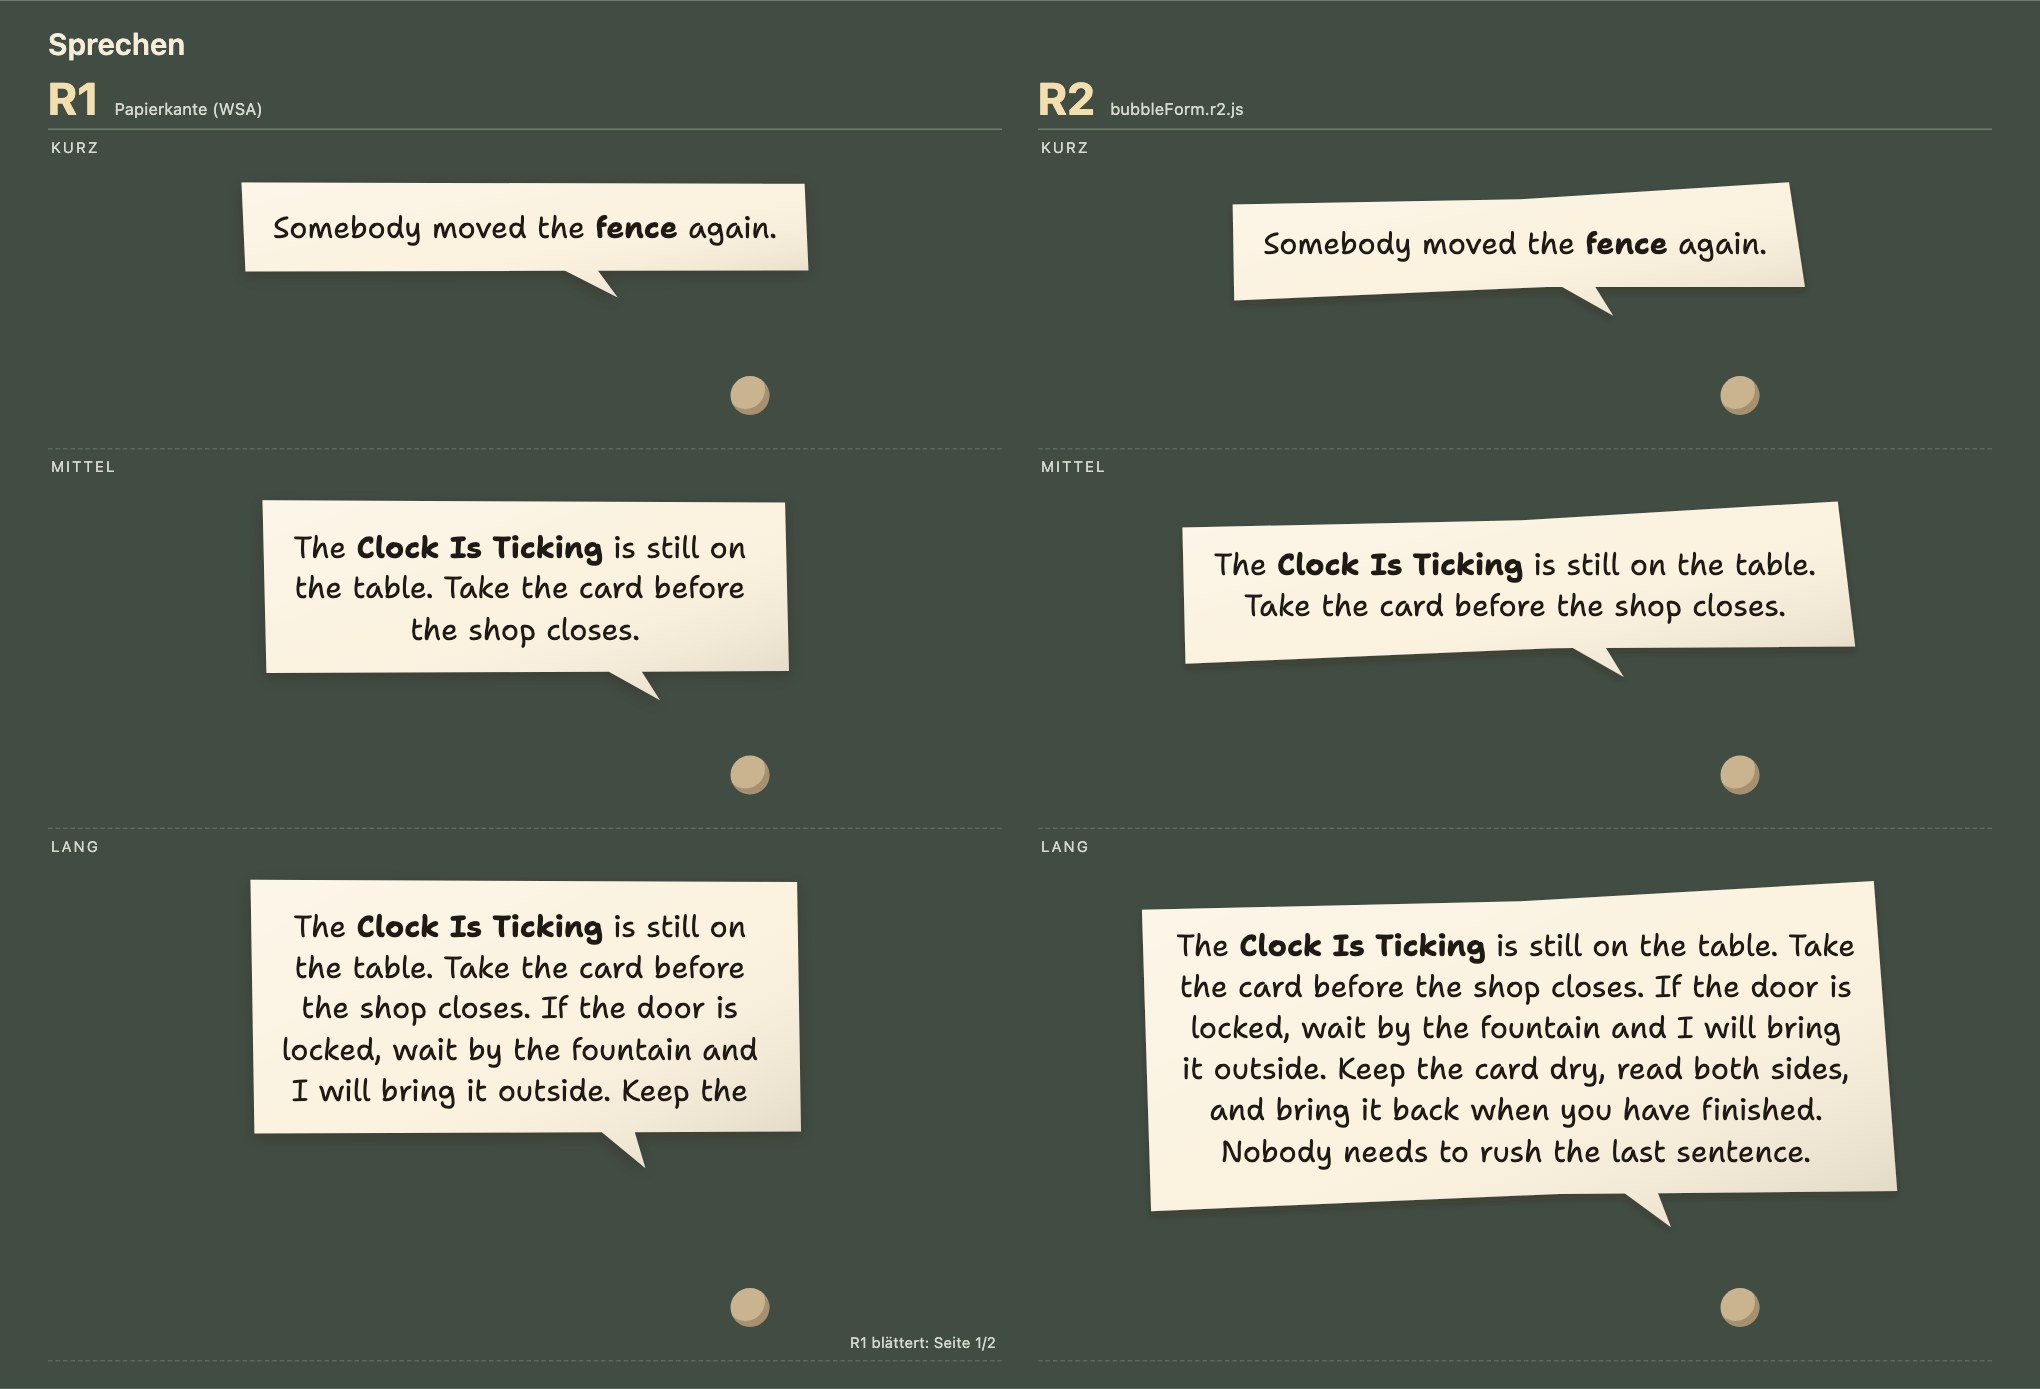 Sprechen
R1 Papierkante (WSA)
KURZ
Somebody moved the fence again.
MITTEL
The Clock Is Ticking is still on
the table. Take the card before
the shop closes.
LANG
The Clock Is Ticking is still on
the table. Take the card before
the shop closes. If the door is
locked, wait by the fountain and
I will bring it outside. Keep the
R1 blättert: Seite 1/2
R2 bubbleForm.r2.js
KURZ
Somebody moved the fence again.
MITTEL
The Clock Is Ticking is still on the table.
Take the card before the shop closes.
LANG
The Clock Is Ticking is still on the table. Take
the card before the shop closes. If the door is
locked, wait by the fountain and I will bring
it outside. Keep the card dry, read both sides,
and bring it back when you have finished.
Nobody needs to rush the last sentence.